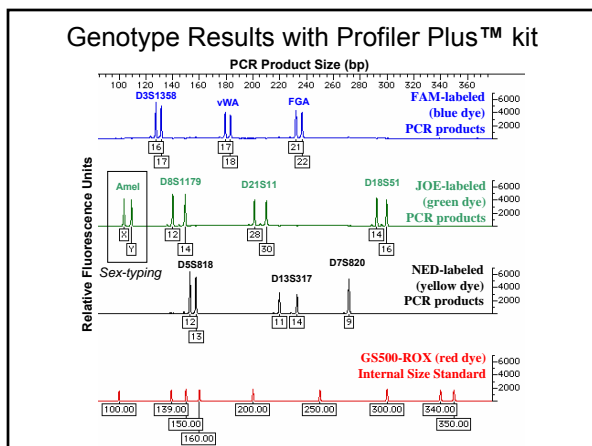 Genotype Results with Profiler Plus™ kit
PCR Product Size (bp)
100 120 140 160 180 200 220 240 260 280 300 320 340 360
Relative Fluorescence Units
D3S1358
vWA
FGA
FAM-labeled
(blue dye)
PCR products
6000
4000
2000
16
17
17
18
21
22
Amel
D8S1179
D21S11
D18S51
JOE-labeled
(green dye)
PCR products
6000
4000
2000
X
Y
12
14
28
30
14
16
Sex-typing
D5S818
D13S317
D7S820
NED-labeled
(yellow dye)
PCR products
6000
4000
2000
12
13
11
14
9
GS500-ROX (red dye)
Internal Size Standard
6000
4000
2000
100.00
139.00
150.00
160.00
200.00
250.00
300.00
340.00
350.00